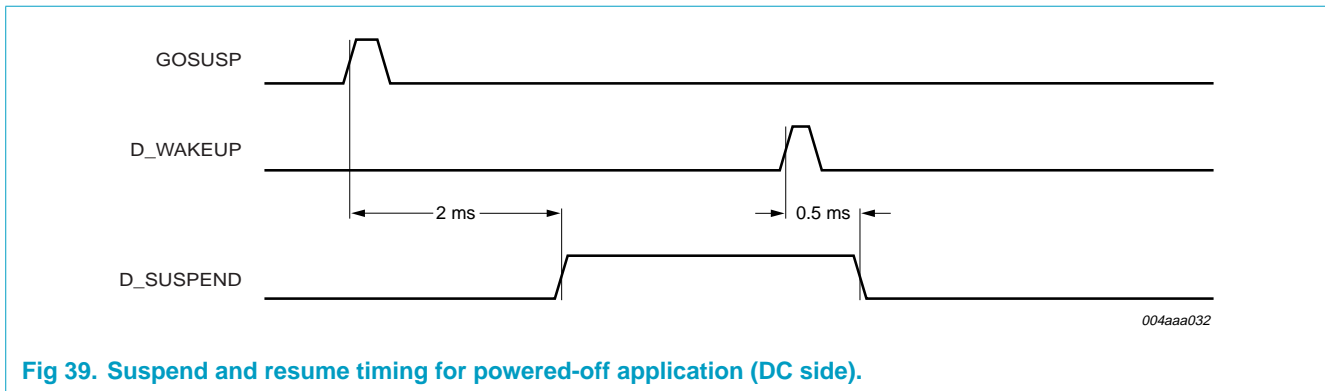 GOSUSP
D_WAKEUP
2 ms
0.5 ms
D_SUSPEND
004aaa032
Fig 39. Suspend and resume timing for powered-off application (DC side).